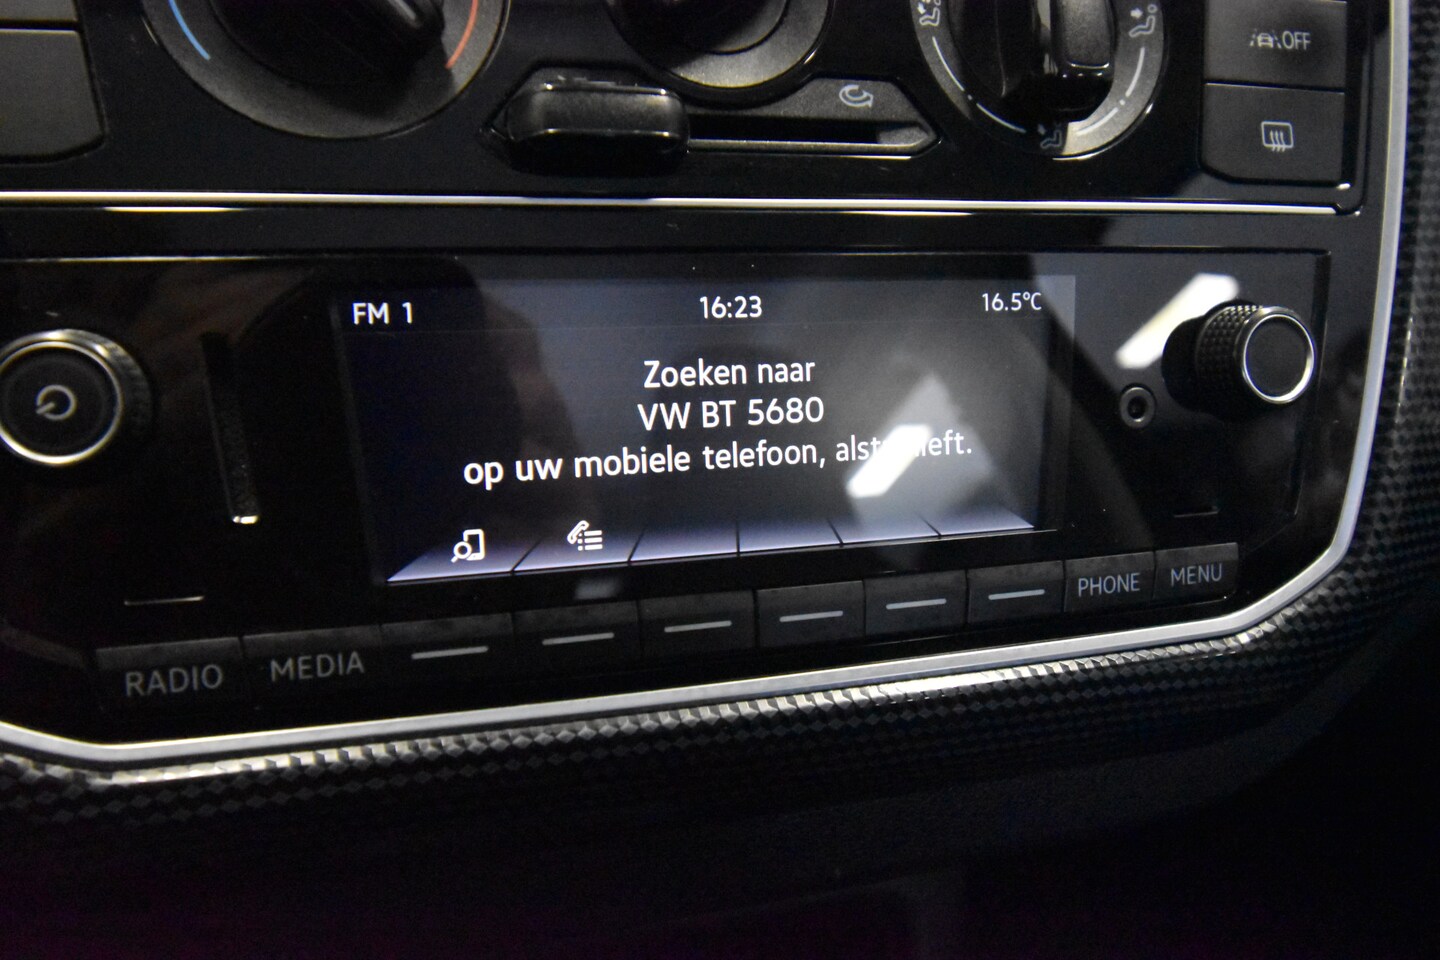 OFF
FM 1 16:23 16.5°C
Zoeken naar
VW BT 5680
op uw mobiele telefoon,
RADIO MEDIA PHONE MENU